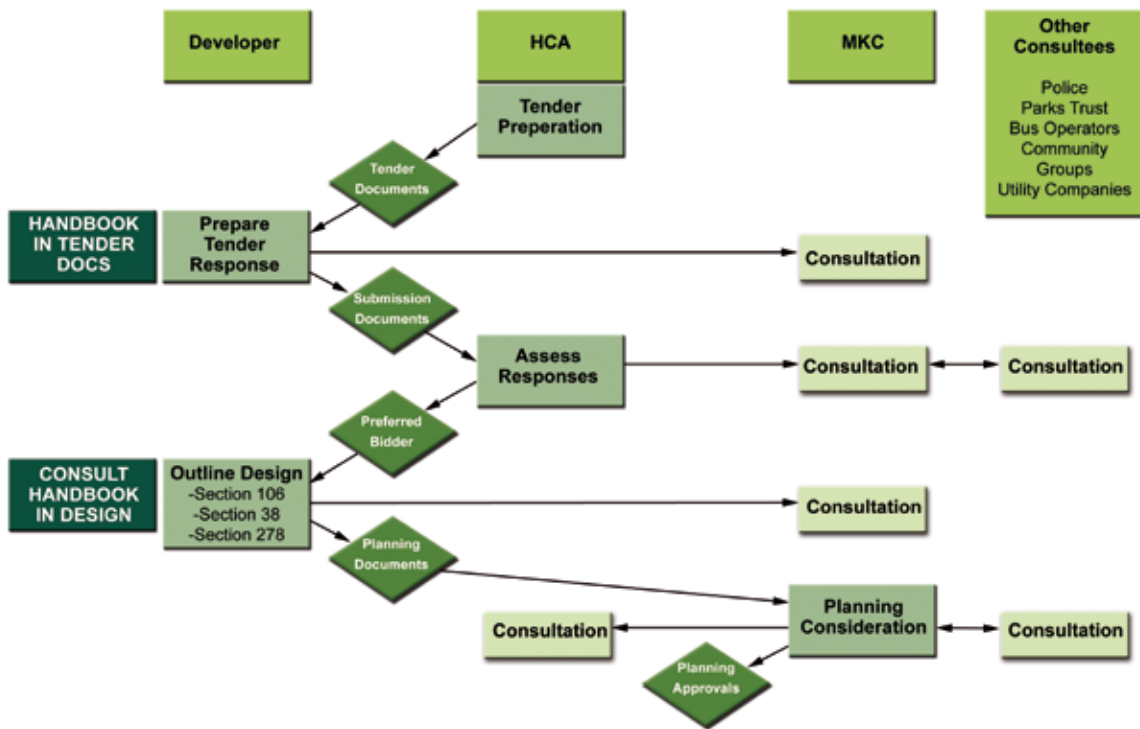 Developer
HCA
MKC
Other
Consultees
Police
Parks Trust
Bus Operators
Community
Groups
Utility Companies
Tender
Preperation
Tender
Documents
HANDBOOK
IN TENDER
DOCS
Prepare
Tender
Response
Consultation
Submission
Documents
Assess
Responses
Consultation
Consultation
Preferred
Bidder
CONSULT
HANDBOOK
IN DESIGN
Outline Design
-Section 106
-Section 38
-Section 278
Consultation
Planning
Documents
Planning
Consideration
Consultation
Consultation
Planning
Approvals